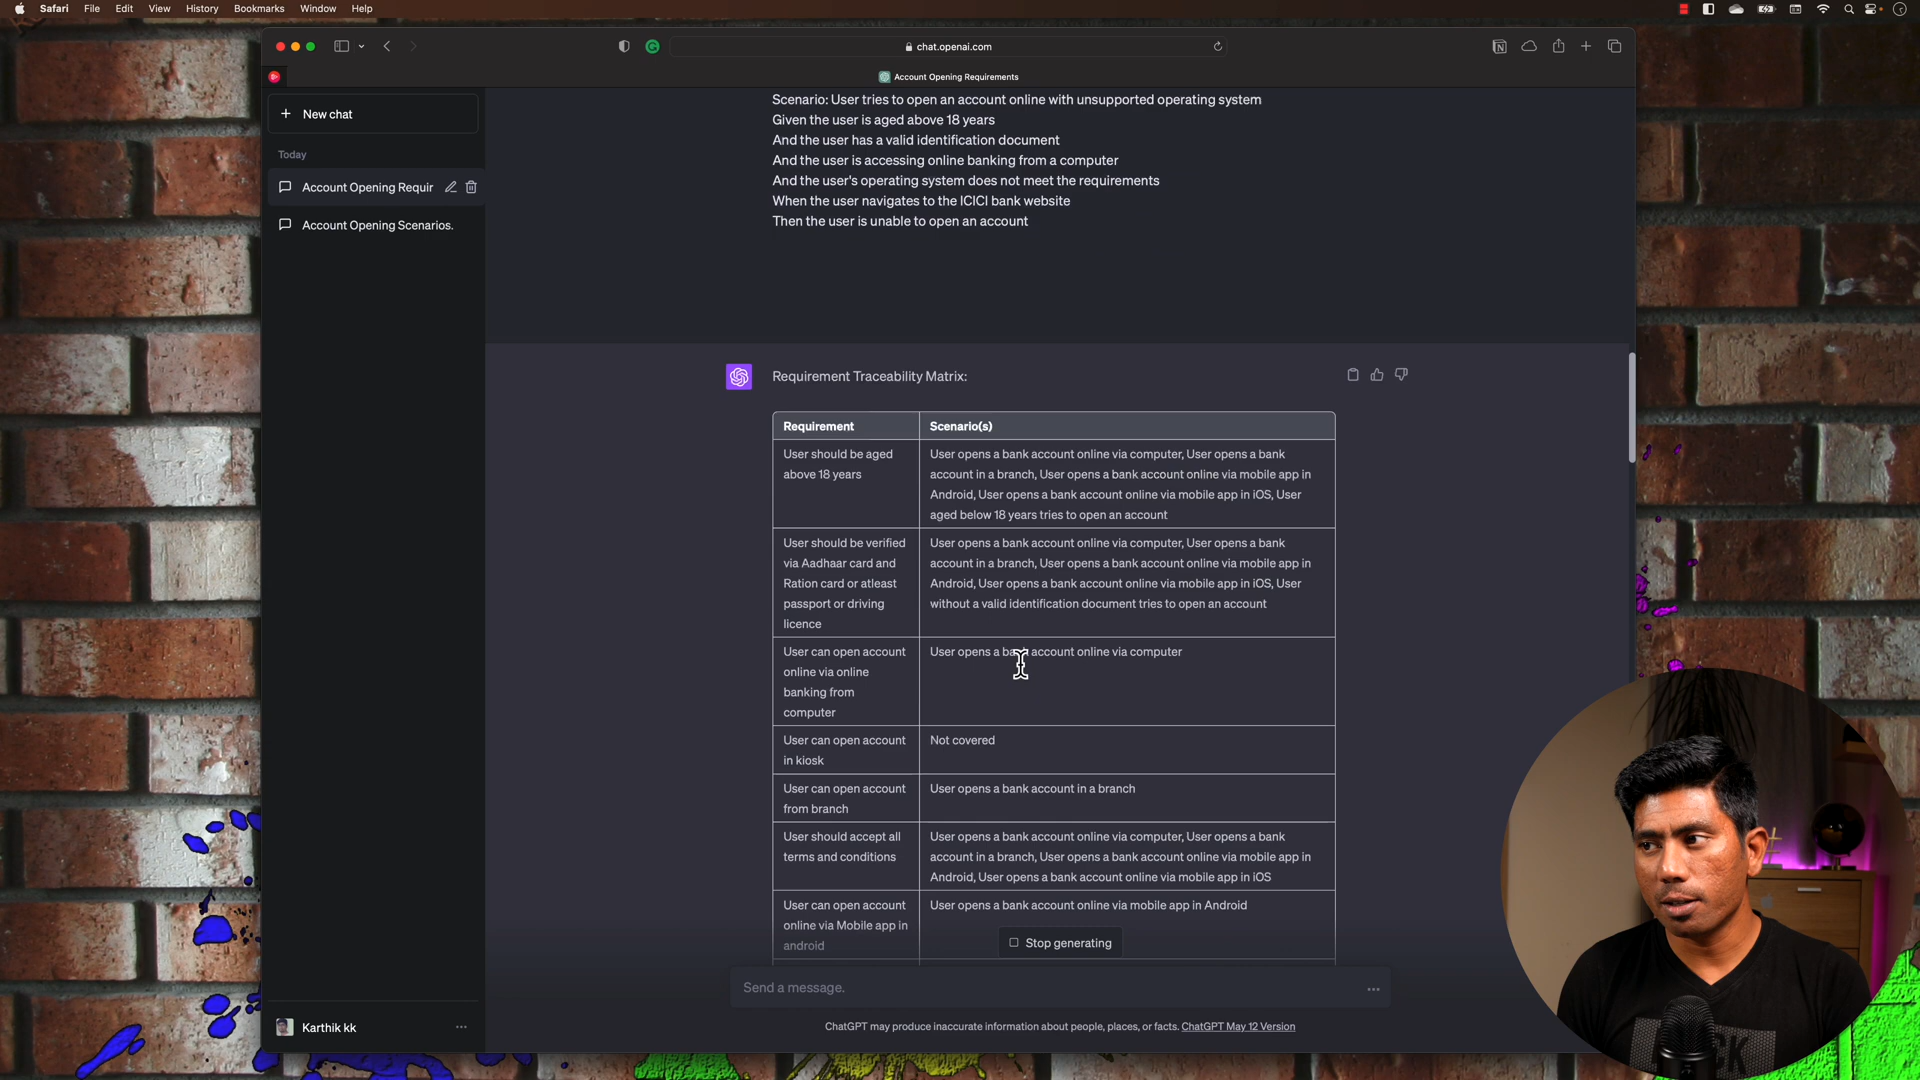 Safari File Edit View History Bookmarks Window Help
chat.openai.com
Account Opening Requirements
New chat
Today
Account Opening Requir
Account Opening Scenarios.
Scenario: User tries to open an account online with unsupported operating system
Given the user is aged above 18 years
And the user has a valid identification document
And the user is accessing online banking from a computer
And the user's operating system does not meet the requirements
When the user navigates to the ICICI bank website
Then the user is unable to open an account
Requirement Traceability Matrix:
Requirement
Scenario(s)
User should be aged
above 18 years
User opens a bank account online via computer, User opens a bank
account in a branch, User opens a bank account online via mobile app in
Android, User opens a bank account online via mobile app in iOS, User
aged below 18 years tries to open an account
User should be verified
via Aadhaar card and
Ration card or atleast
passport or driving
licence
User opens a bank account online via computer, User opens a bank
account in a branch, User opens a bank account online via mobile app in
Android, User opens a bank account online via mobile app in iOS, User
without a valid identification document tries to open an account
User can open account
online via online
banking from
computer
User opens a bank account online via computer
User can open account
in kiosk
Not covered
User can open account
from branch
User opens a bank account in a branch
User should accept all
terms and conditions
User opens a bank account online via computer, User opens a bank
account in a branch, User opens a bank account online via mobile app in
Android, User opens a bank account online via mobile app in iOS
User can open account
online via Mobile app in
android
User opens a bank account online via mobile app in Android
Stop generating
Send a message.
ChatGPT may produce inaccurate information about people, places, or facts. ChatGPT May 12 Version
Karthik kk